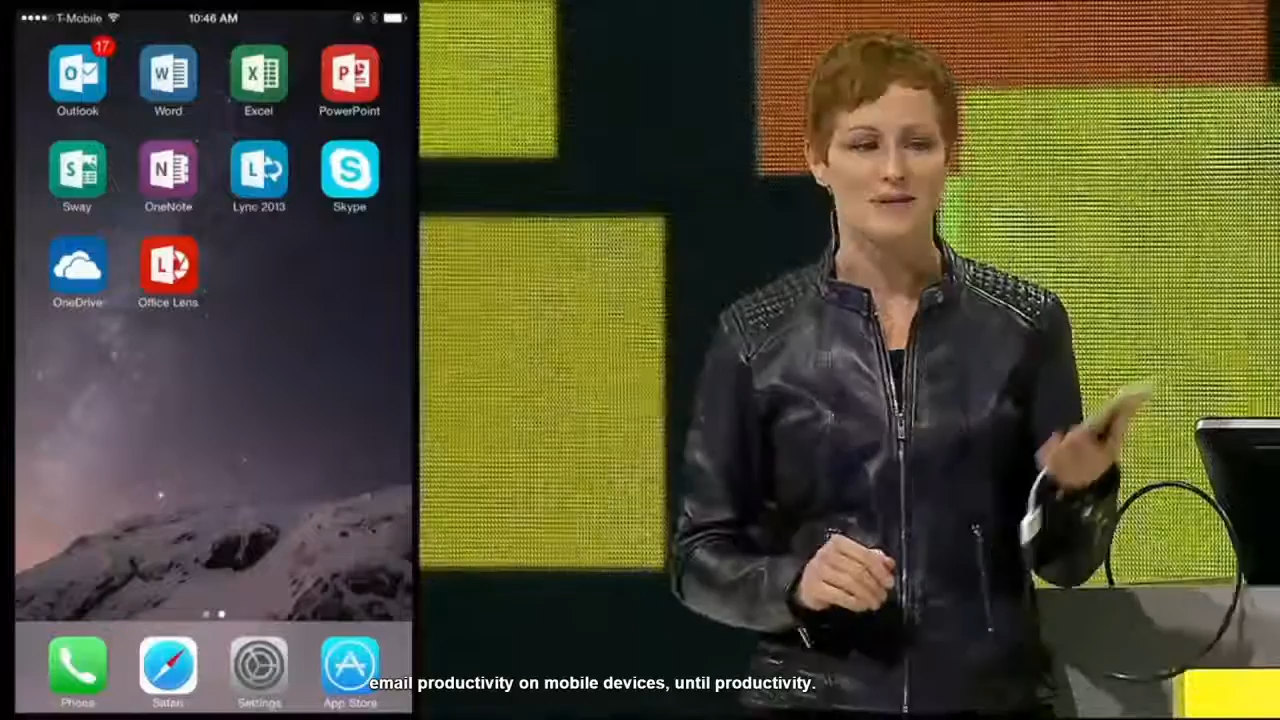 T-Mobile 10:46 AM
17
Outlook Word Excel PowerPoint
Sway OneNote Lync 2013 Skype
OneDrive Office Lens
Phone Safari Settings App Store
email productivity on mobile devices, until productivity.